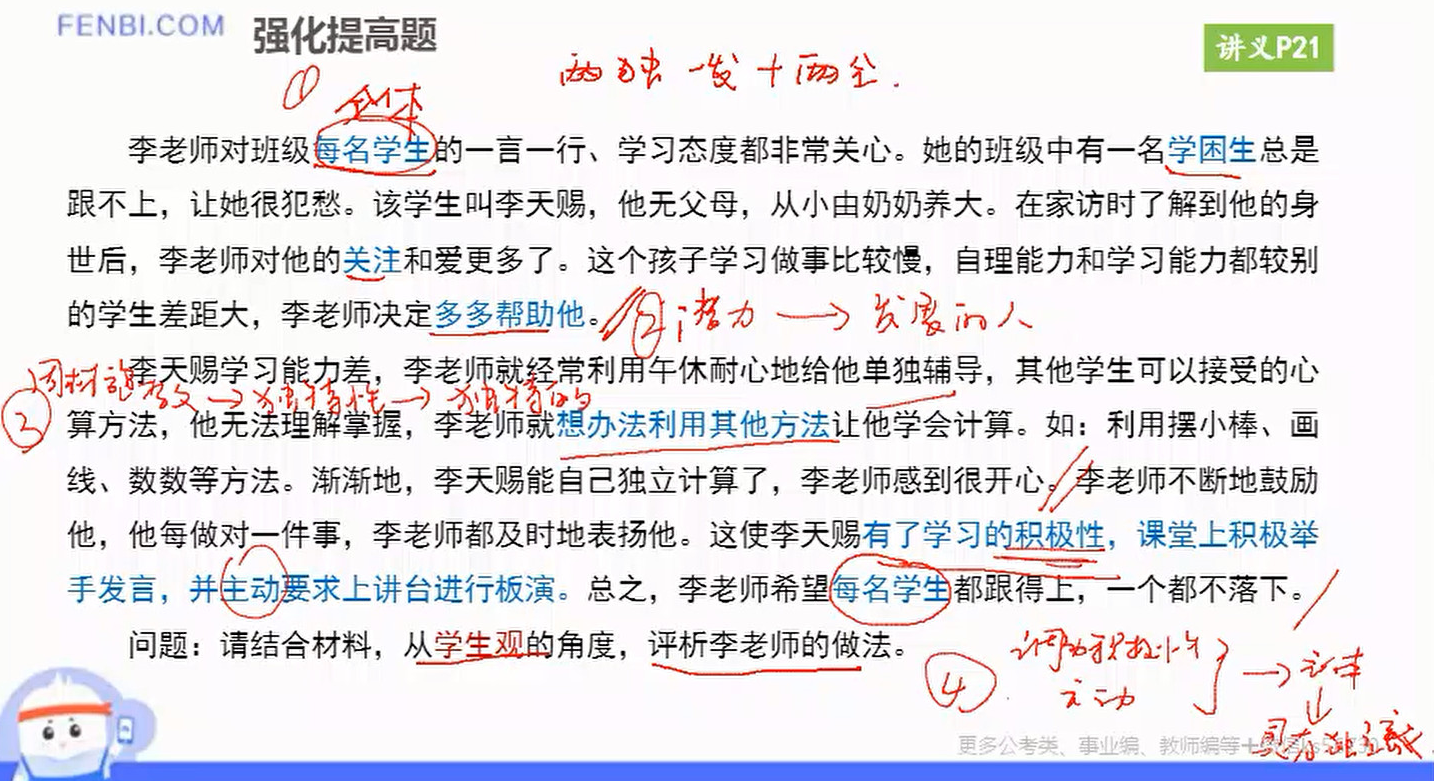 FENBI.COM 强化提高题
讲义P21
两独一发+两全.
① 全体
李老师对班级每名学生的一言一行、学习态度都非常关心。她的班级中有一名学困生总是
跟不上，让她很犯愁。该学生叫李天赐，他无父母，从小由奶奶养大。在家访时了解到他的身
世后，李老师对他的关注和爱更多了。这个孩子学习做事比较慢，自理能力和学习能力都较别
的学生差距大，李老师决定多多帮助他。
② 潜力 → 发展的人
李天赐学习能力差，李老师就经常利用午休耐心地给他单独辅导，其他学生可以接受的心
③ 因材施教→独特性→独特的
算方法，他无法理解掌握，李老师就想办法利用其他方法让他学会计算。如：利用摆小棒、画
线、数数等方法。渐渐地，李天赐能自己独立计算了，李老师感到很开心。李老师不断地鼓励
他，他每做对一件事，李老师都及时地表扬他。这使李天赐有了学习的积极性，课堂上积极举
手发言，并主动要求上讲台进行板演。总之，李老师希望每名学生都跟得上，一个都不落下。
问题：请结合材料，从学生观的角度，评析李老师的做法。
④ 调动积极性
主动
→ 主体
↓
具有独立意
更多公考类、事业编、教师编等